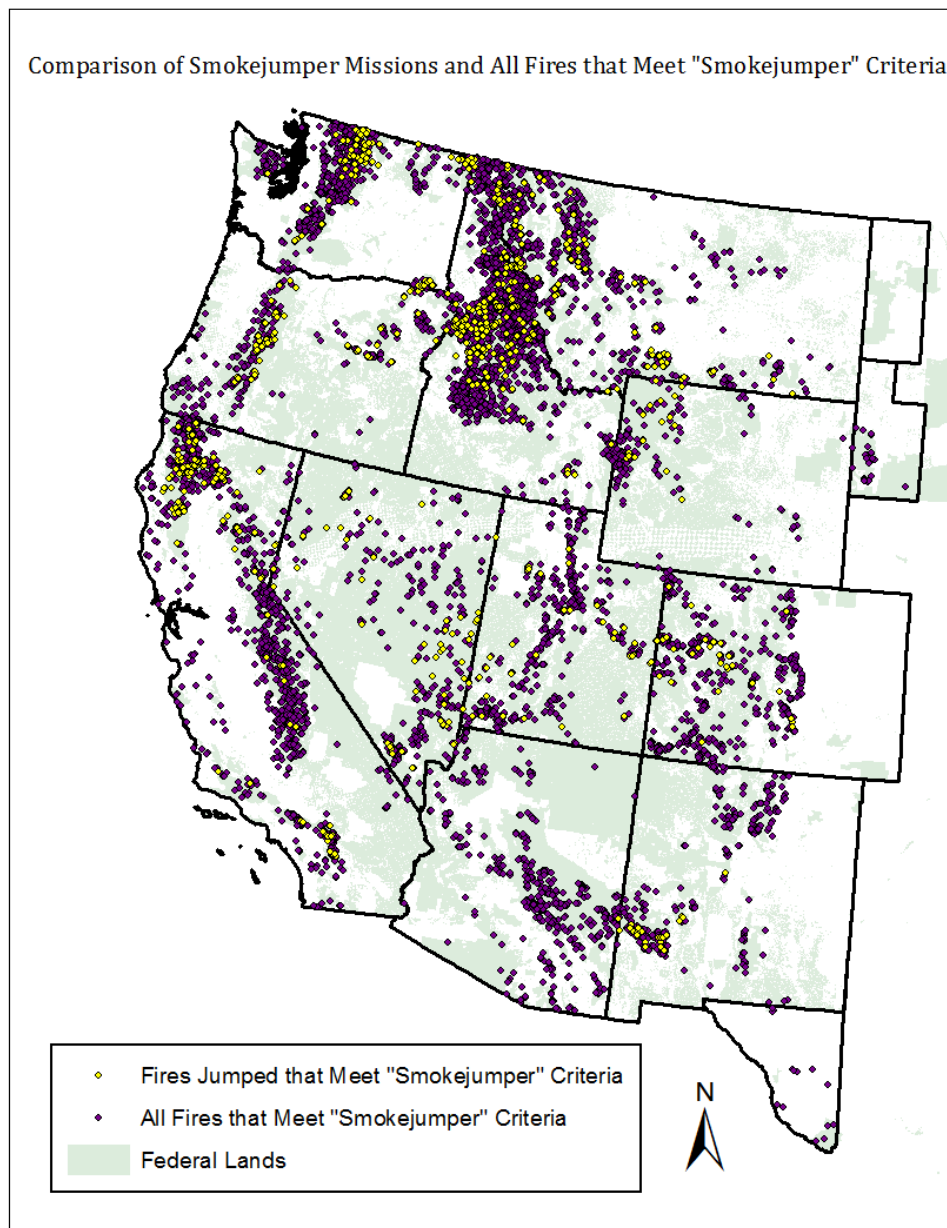 Comparison of Smokejumper Missions and All Fires that Meet "Smokejumper" Criteria
N
Fires Jumped that Meet "Smokejumper" Criteria
All Fires that Meet "Smokejumper" Criteria
Federal Lands